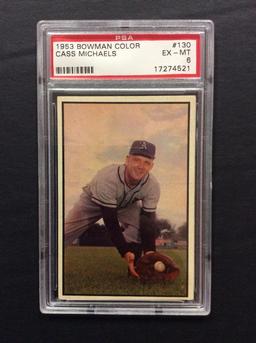 PSA
1953 BOWMAN COLOR #130
CASS MICHAELS EX - MT
6
17274521
A